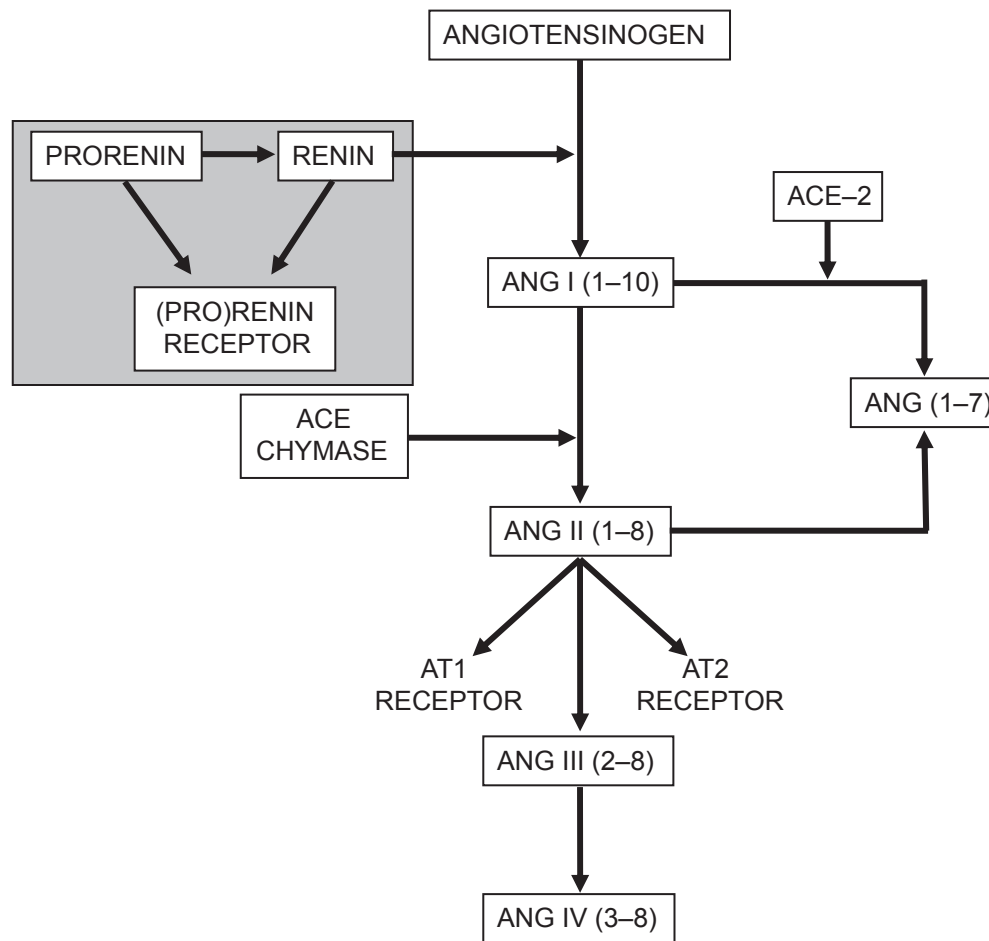 ANGIOTENSINOGEN
PRORENIN
RENIN
ACE–2
ANG I (1–10)
(PRO)RENIN
RECEPTOR
ANG (1–7)
ACE
CHYMASE
ANG II (1–8)
AT1
RECEPTOR
AT2
RECEPTOR
ANG III (2–8)
ANG IV (3–8)